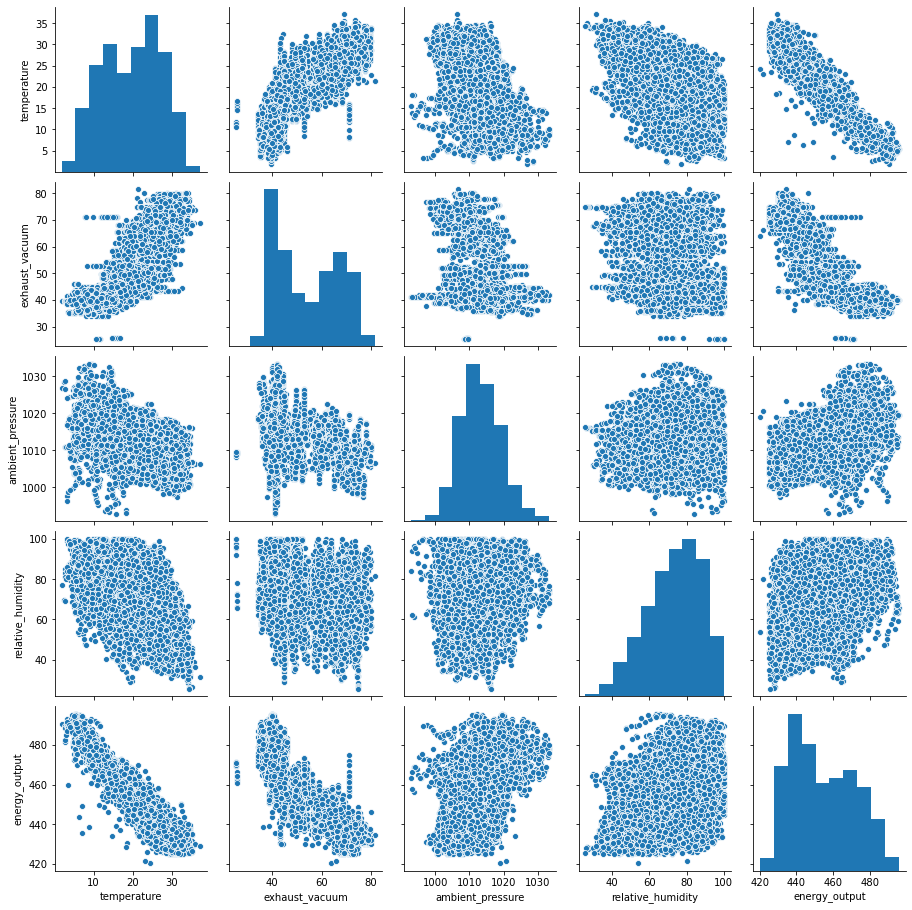 35
30
25
20
15
10
5
temperature
80
70
60
50
40
30
exhaust_vacuum
1030
1020
1010
1000
ambient_pressure
100
80
60
40
relative_humidity
480
460
440
420
energy_output
10 20 30
temperature
40 60 80
exhaust_vacuum
1000 1010 1020 1030
ambient_pressure
40 60 80 100
relative_humidity
420 440 460 480
energy_output